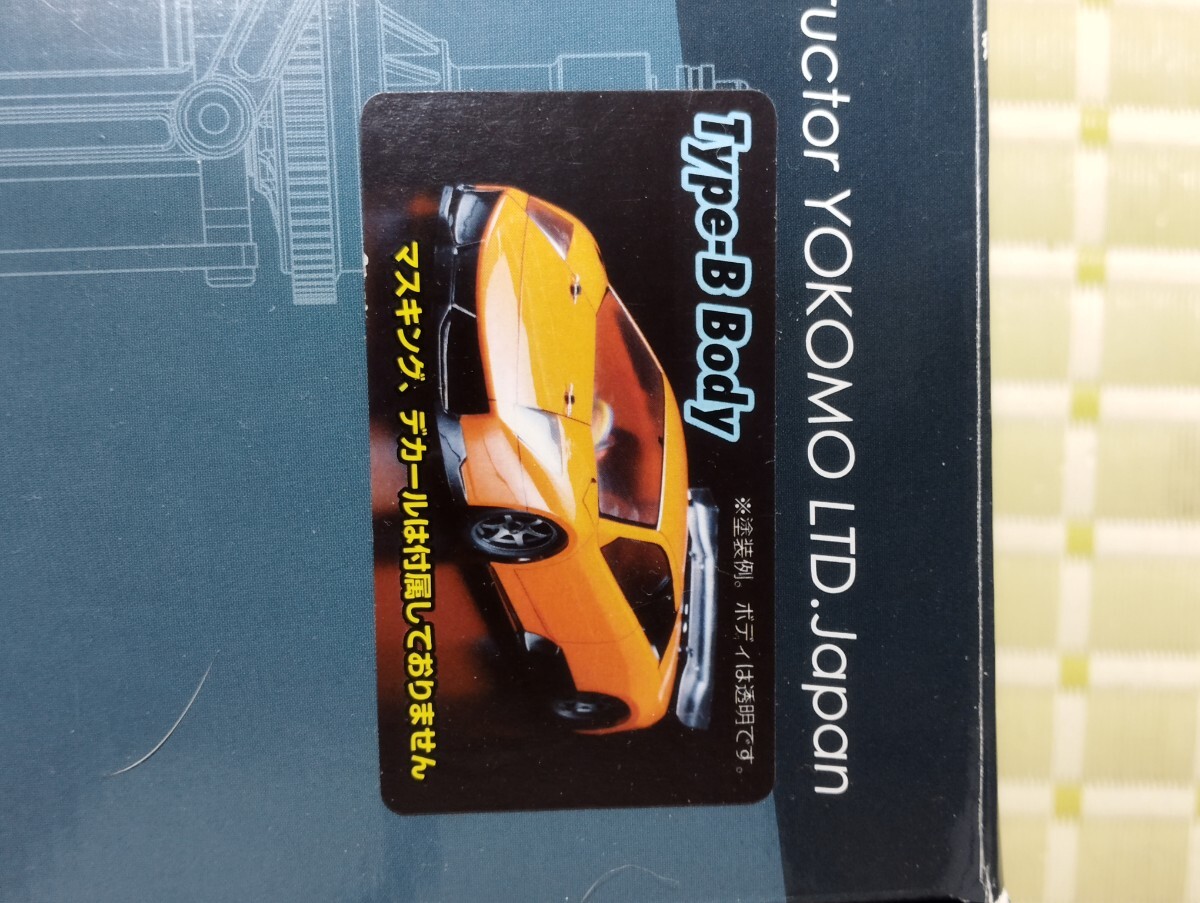 ructor YOKOMO LTD.Japan
Type-B Body
※塗装例。ボディは透明です。
マスキング、デカールは付属しておりません